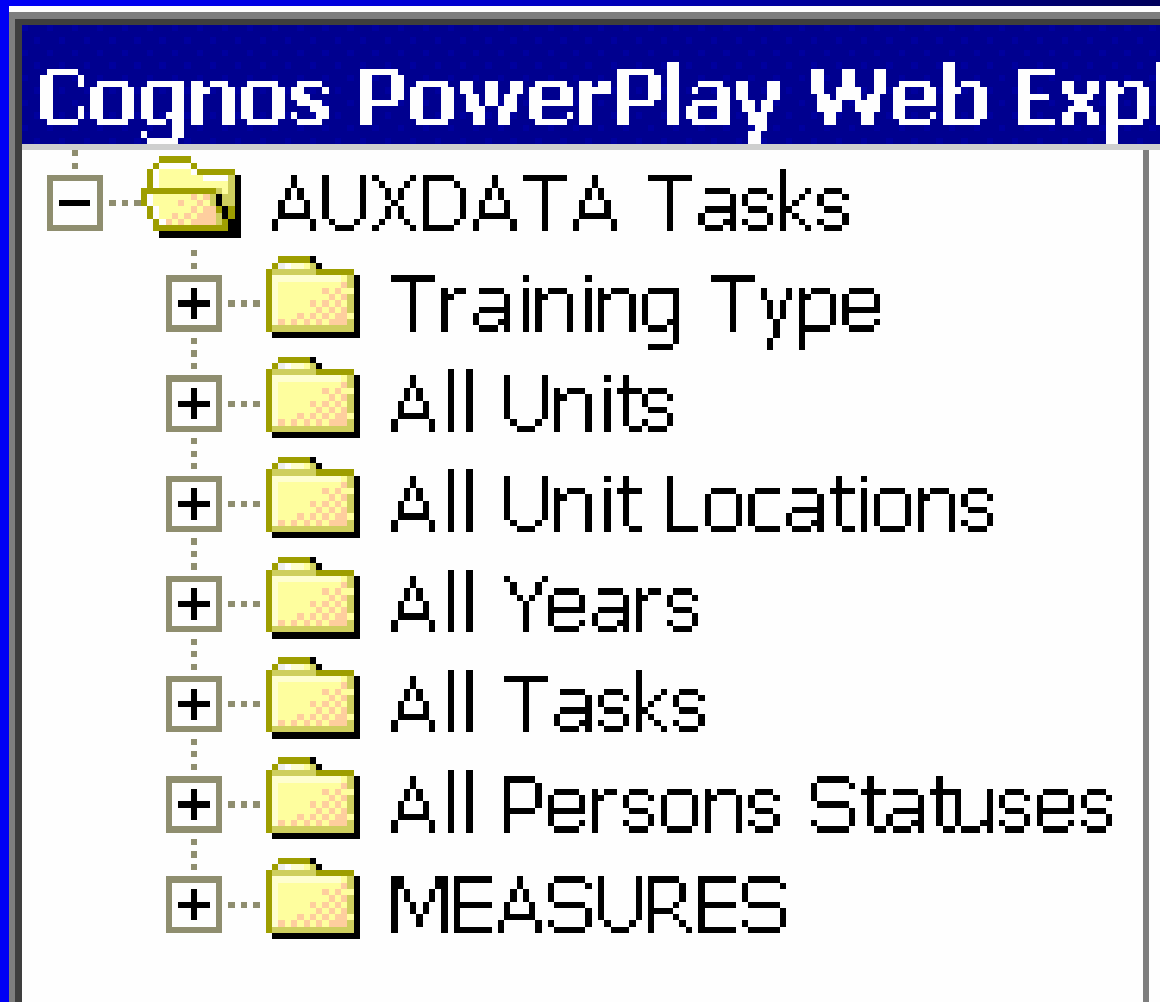 Cognos PowerPlay Web Expl
AUXDATA Tasks
Training Type
All Units
All Unit Locations
All Years
All Tasks
All Persons Statuses
MEASURES